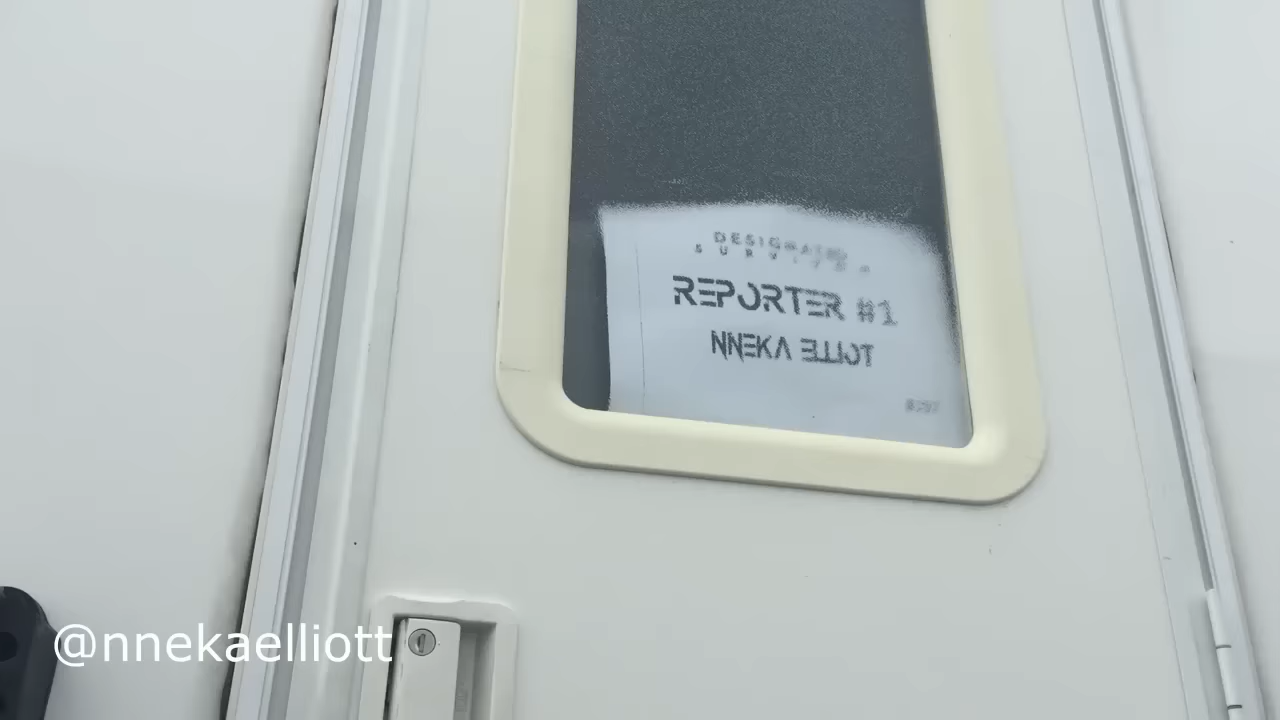 DESIGNATED
SURVIVOR
REPORTER #1
NNEKA ELLIOT
@nnekaelliott